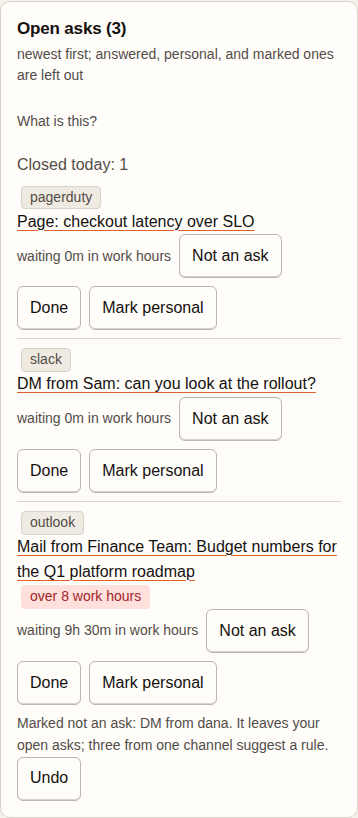 Open asks (3)
newest first; answered, personal, and marked ones
are left out
What is this?
Closed today: 1
pagerduty
Page: checkout latency over SLO
waiting 0m in work hours Not an ask
Done Mark personal
slack
DM from Sam: can you look at the rollout?
waiting 0m in work hours Not an ask
Done Mark personal
outlook
Mail from Finance Team: Budget numbers for
the Q1 platform roadmap
over 8 work hours
waiting 9h 30m in work hours Not an ask
Done Mark personal
Marked not an ask: DM from dana. It leaves your
open asks; three from one channel suggest a rule.
Undo